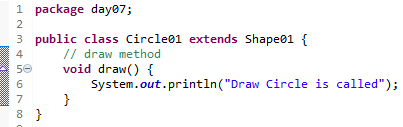 1 package day07;
2
3 public class Circle01 extends Shape01 {
4     // draw method
5     void draw() {
6         System.out.println("Draw Circle is called");
7     }
8 }